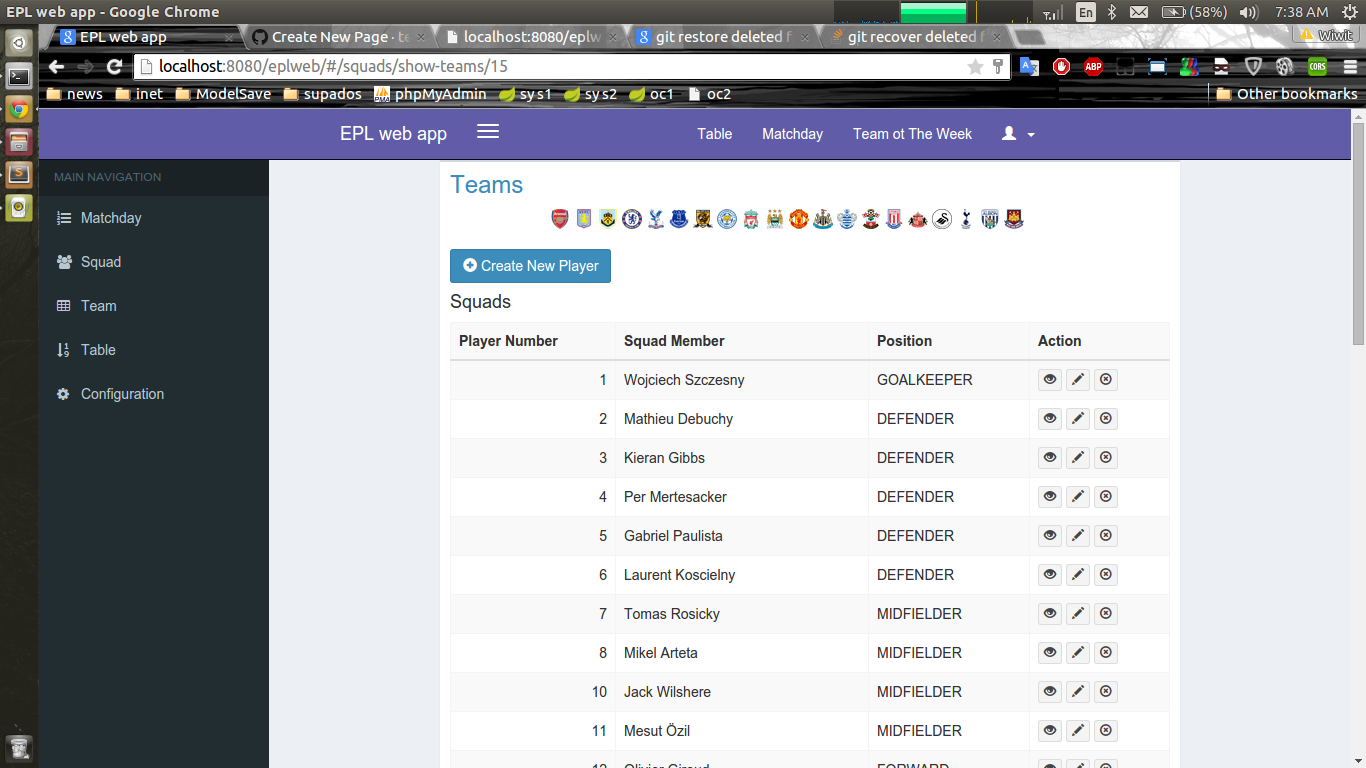 EPL web app - Google Chrome
En (58%) 7:38 AM
EPL web app × Create New Page · t × localhost:8080/eplw × git restore deleted f × git recover deleted f × Wiwit
localhost:8080/eplweb/#/squads/show-teams/15
ABP CORS
news inet ModelSave supados phpMyAdmin sys1 sys2 oc1 oc2 Other bookmarks
EPL web app Table Matchday Team ot The Week
MAIN NAVIGATION
Matchday
Squad
Team
Table
Configuration
Teams
Create New Player
Squads
Player Number Squad Member Position Action
1 Wojciech Szczesny GOALKEEPER
2 Mathieu Debuchy DEFENDER
3 Kieran Gibbs DEFENDER
4 Per Mertesacker DEFENDER
5 Gabriel Paulista DEFENDER
6 Laurent Koscielny DEFENDER
7 Tomas Rosicky MIDFIELDER
8 Mikel Arteta MIDFIELDER
10 Jack Wilshere MIDFIELDER
11 Mesut Özil MIDFIELDER
12 Olivier Giroud FORWARD